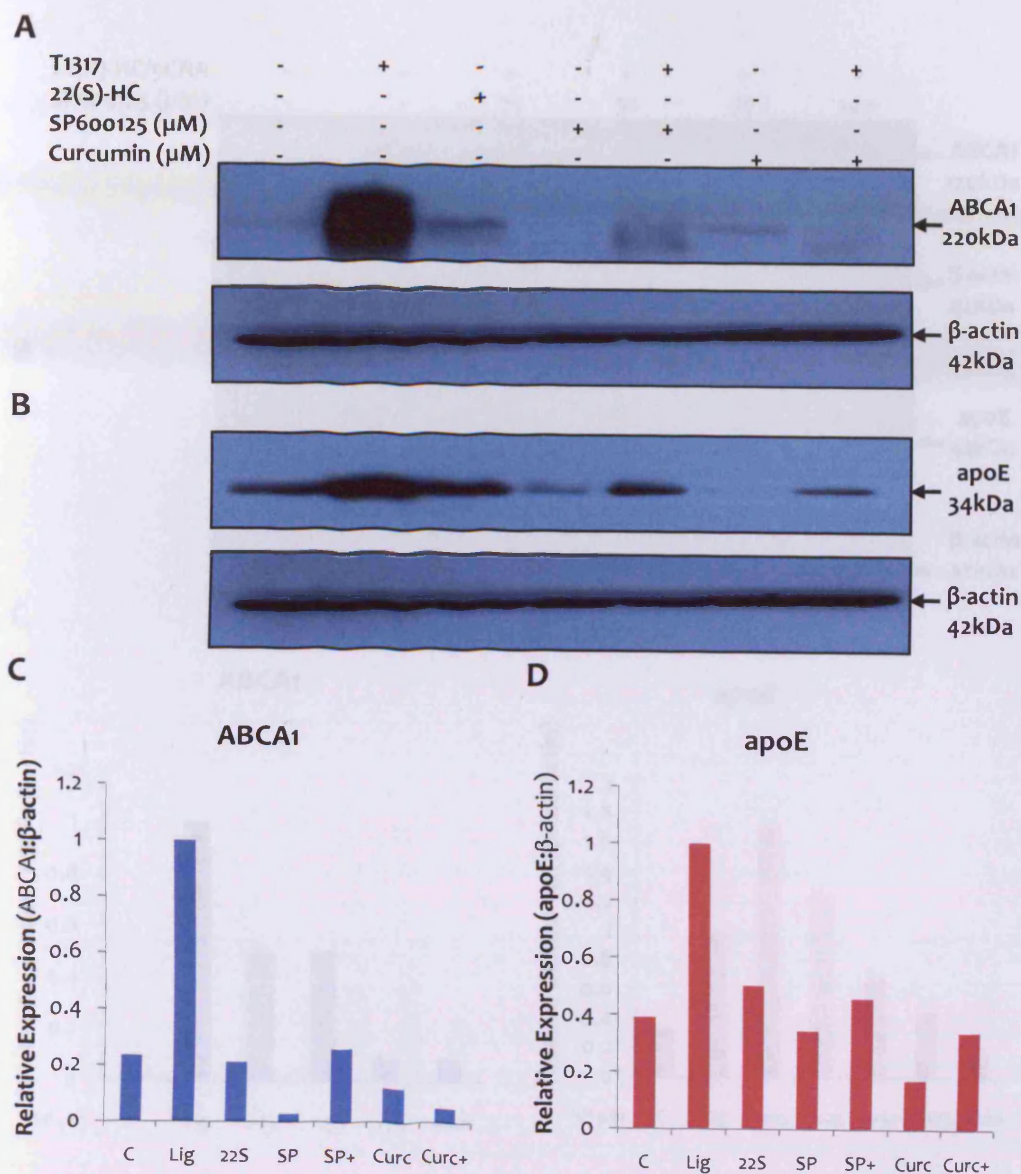 A
T1317 - + - - + - +
22(S)-HC - - + - - - -
SP600125 (µM) - - - + + - -
Curcumin (µM) - - - - - + +
ABCA1
220kDa
β-actin
42kDa
B
apoE
34kDa
β-actin
42kDa
C
ABCA1
Relative Expression (ABCA1:β-actin)
1.2
1
0.8
0.6
0.4
0.2
0
C Lig 22S SP SP+ Curc Curc+
D
apoE
Relative Expression (apoE:β-actin)
1.2
1
0.8
0.6
0.4
0.2
0
C Lig 22S SP SP+ Curc Curc+